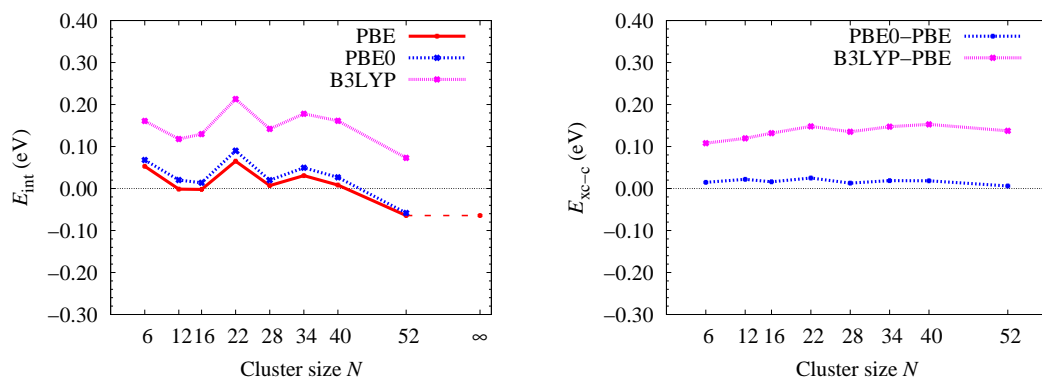 0.40
0.30
0.20
0.10
0.00
−0.10
−0.20
−0.30
E_int (eV)
PBE
PBE0
B3LYP
6 12 16 22 28 34 40 52 ∞
Cluster size N
0.40
0.30
0.20
0.10
0.00
−0.10
−0.20
−0.30
E_xc−c (eV)
PBE0−PBE
B3LYP−PBE
6 12 16 22 28 34 40 52
Cluster size N